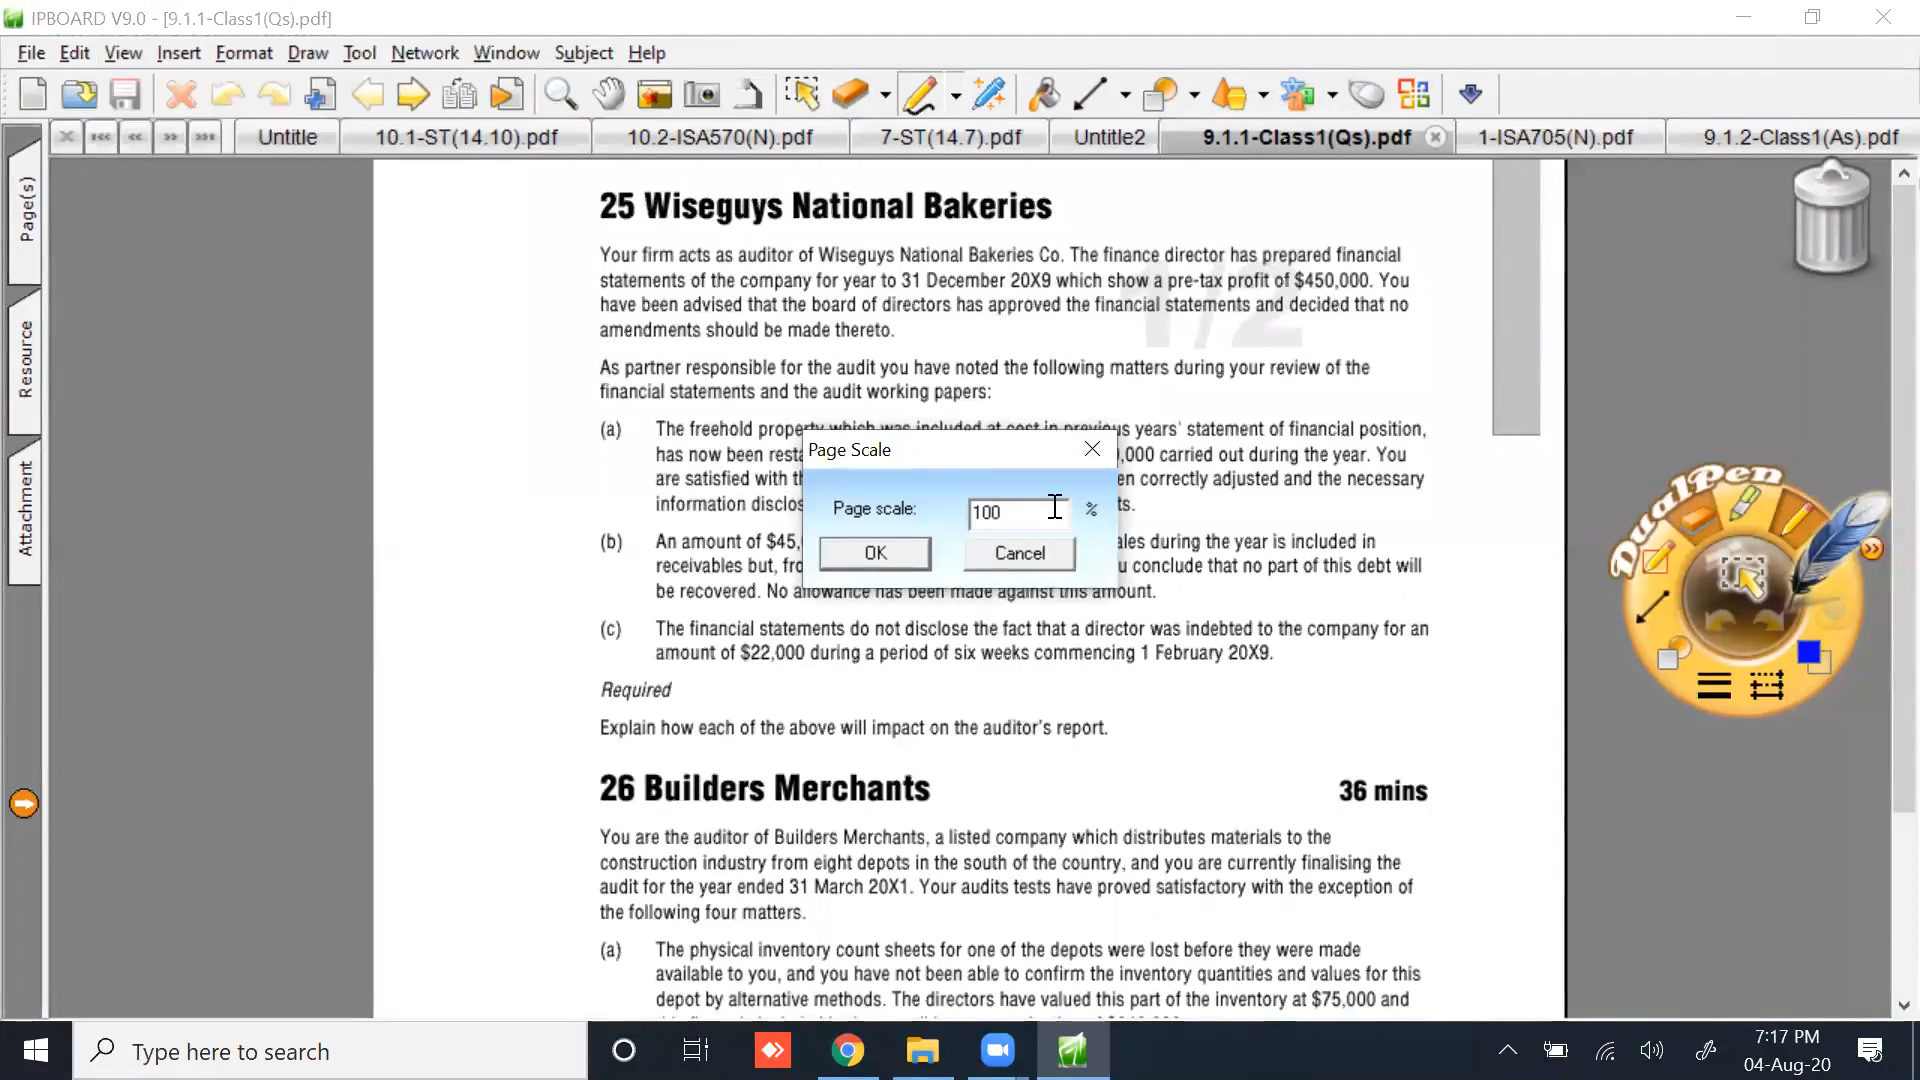 IPBOARD V9.0 - [9.1.1-Class1(Qs).pdf]
File Edit View Insert Format Draw Tool Network Window Subject Help
Untitle 10.1-ST(14.10).pdf 10.2-ISA570(N).pdf 7-ST(14.7).pdf Untitle2 9.1.1-Class1(Qs).pdf 1-ISA705(N).pdf 9.1.2-Class1(As).pdf
Page(s)
Resource
Attachment
25 Wiseguys National Bakeries
Your firm acts as auditor of Wiseguys National Bakeries Co. The finance director has prepared financial
statements of the company for year to 31 December 20X9 which show a pre-tax profit of $450,000. You
have been advised that the board of directors has approved the financial statements and decided that no
amendments should be made thereto.
1/2
As partner responsible for the audit you have noted the following matters during your review of the
financial statements and the audit working papers:
(a) The freehold property which was included at cost in previous years' statement of financial position,
has now been resta ,000 carried out during the year. You
are satisfied with th en correctly adjusted and the necessary
information disclos ts.
Page Scale
Page scale: 100 %
OK Cancel
(b) An amount of $45, ales during the year is included in
receivables but, fro u conclude that no part of this debt will
be recovered. No allowance has been made against this amount.
(c) The financial statements do not disclose the fact that a director was indebted to the company for an
amount of $22,000 during a period of six weeks commencing 1 February 20X9.
Required
Explain how each of the above will impact on the auditor's report.
26 Builders Merchants 36 mins
You are the auditor of Builders Merchants, a listed company which distributes materials to the
construction industry from eight depots in the south of the country, and you are currently finalising the
audit for the year ended 31 March 20X1. Your audits tests have proved satisfactory with the exception of
the following four matters.
(a) The physical inventory count sheets for one of the depots were lost before they were made
available to you, and you have not been able to confirm the inventory quantities and values for this
depot by alternative methods. The directors have valued this part of the inventory at $75,000 and
DualPen
Type here to search
7:17 PM
04-Aug-20